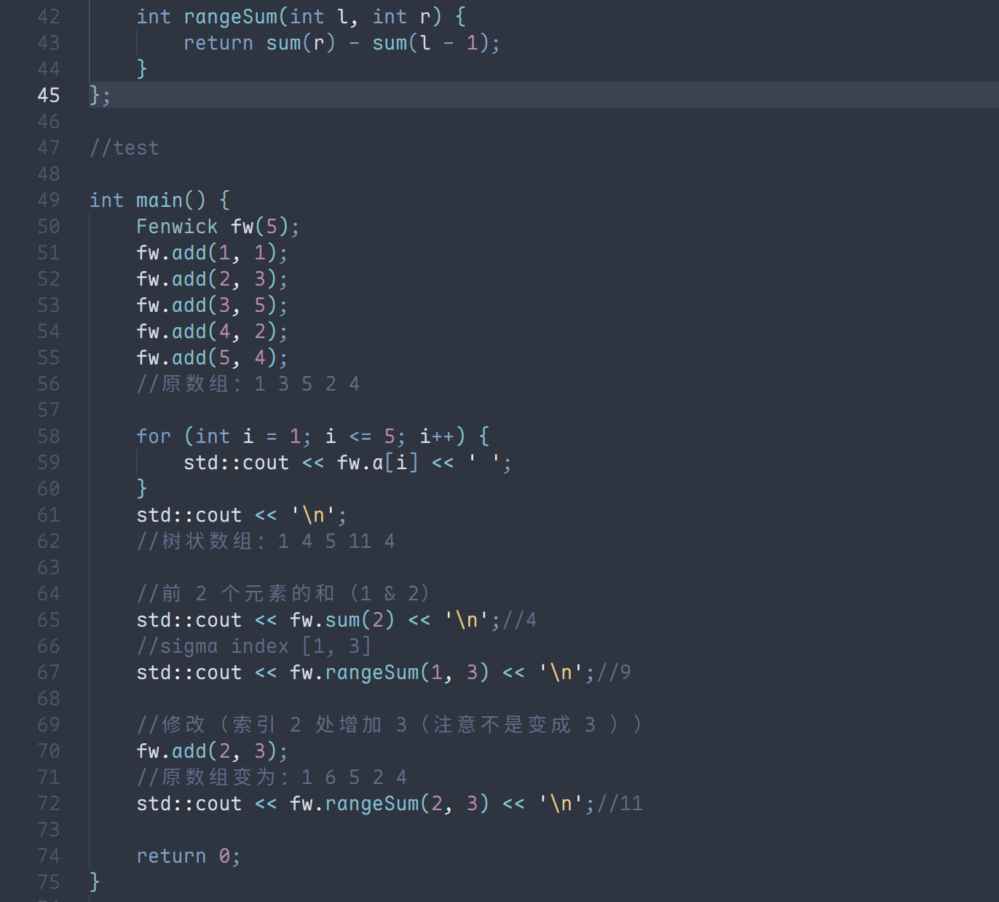 42 int rangeSum(int l, int r) {
43 return sum(r) - sum(l - 1);
44 }
45 };
46
47 //test
48
49 int main() {
50 Fenwick fw(5);
51 fw.add(1, 1);
52 fw.add(2, 3);
53 fw.add(3, 5);
54 fw.add(4, 2);
55 fw.add(5, 4);
56 //原数组：1 3 5 2 4
57
58 for (int i = 1; i <= 5; i++) {
59 std::cout << fw.a[i] << ' ';
60 }
61 std::cout << '\n';
62 //树状数组：1 4 5 11 4
63
64 //前 2 个元素的和（1 & 2）
65 std::cout << fw.sum(2) << '\n';//4
66 //sigma index [1, 3]
67 std::cout << fw.rangeSum(1, 3) << '\n';//9
68
69 //修改（索引 2 处增加 3（注意不是变成 3 ））
70 fw.add(2, 3);
71 //原数组变为：1 6 5 2 4
72 std::cout << fw.rangeSum(2, 3) << '\n';//11
73
74 return 0;
75 }